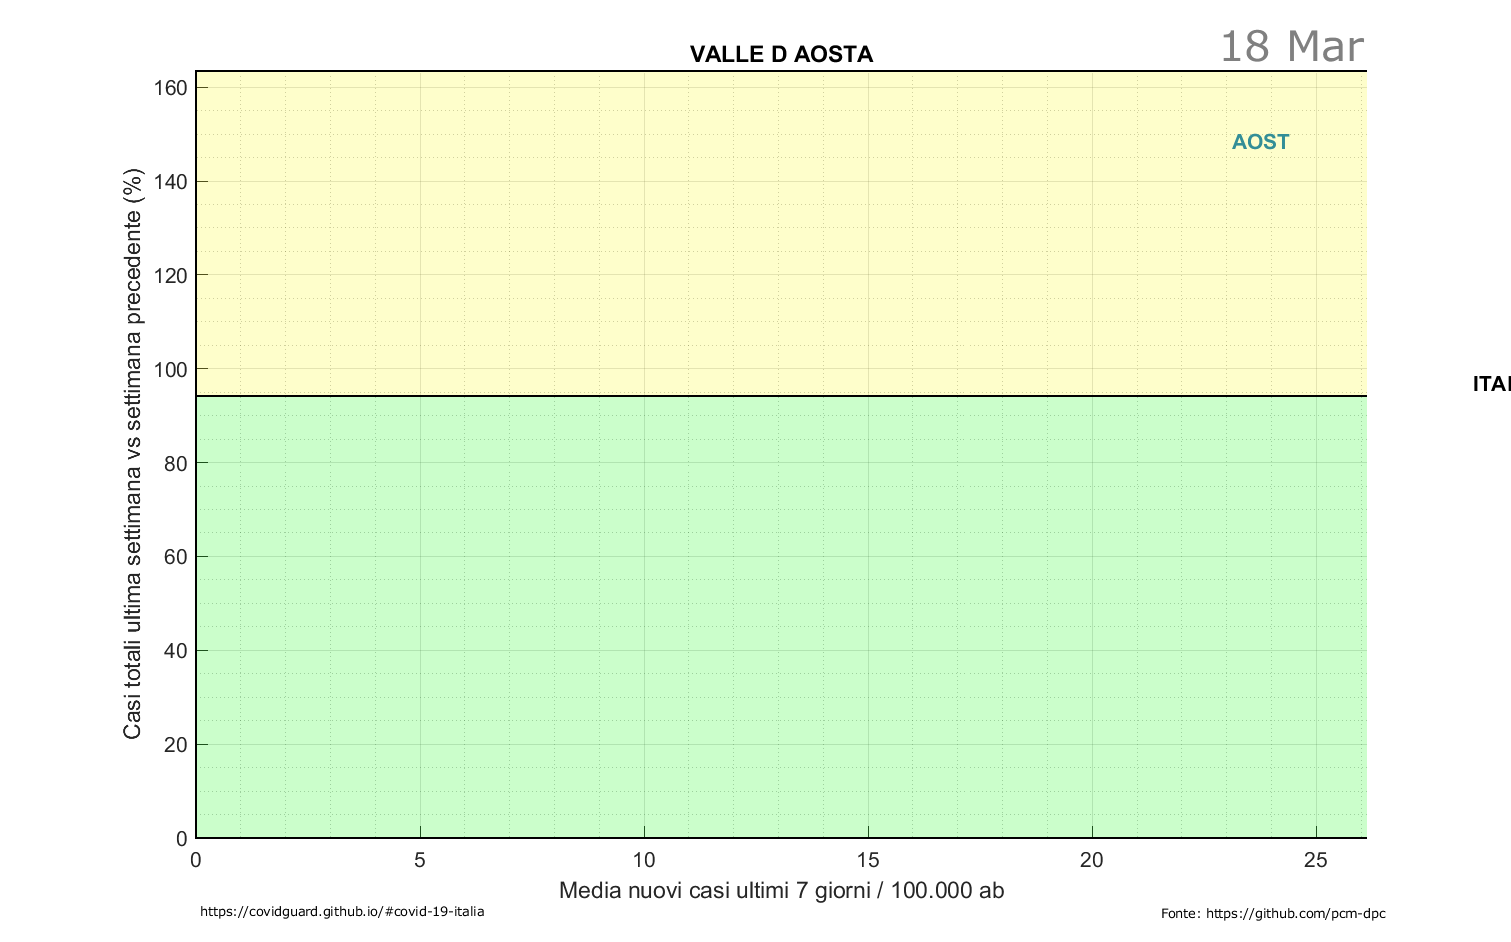 VALLE D AOSTA
18 Mar
160
AOST
140
120
100
ITAI
80
60
40
20
0
0 5 10 15 20 25
Casi totali ultima settimana vs settimana precedente (%)
Media nuovi casi ultimi 7 giorni / 100.000 ab
https://covidguard.github.io/#covid-19-italia
Fonte: https://github.com/pcm-dpc